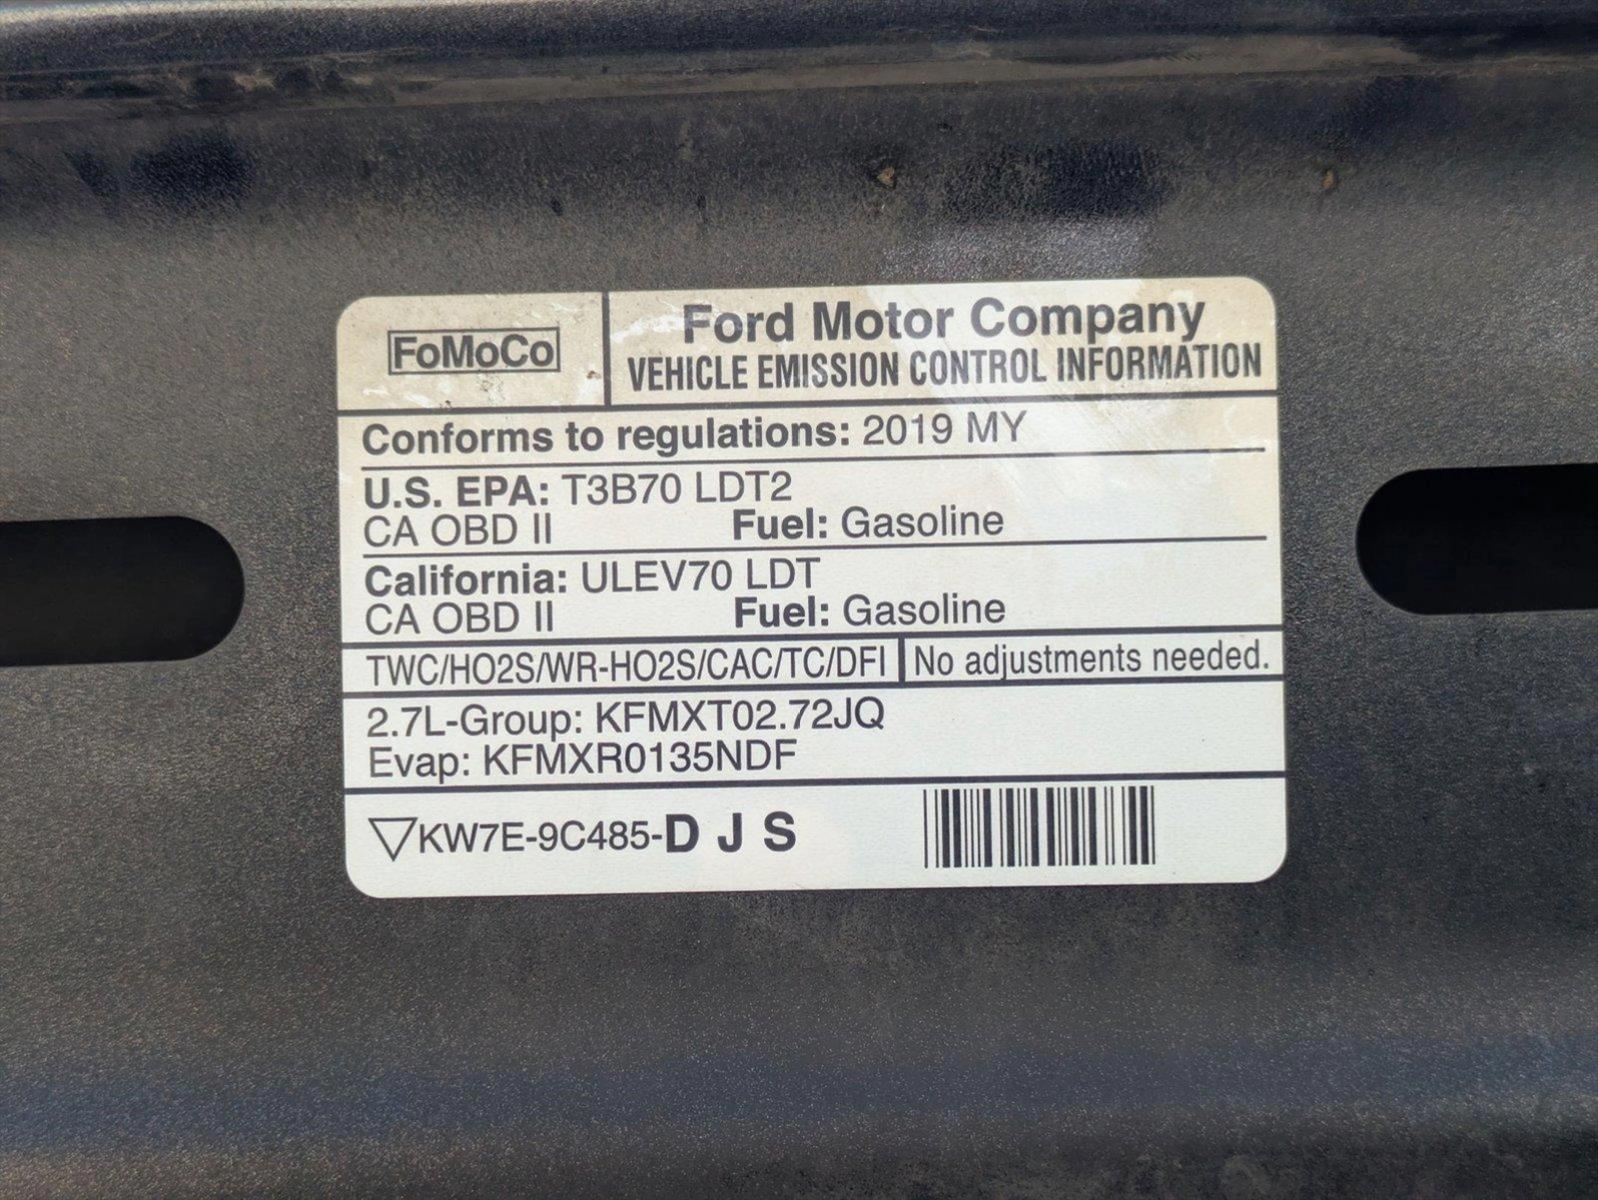 FoMoCo
Ford Motor Company
VEHICLE EMISSION CONTROL INFORMATION
Conforms to regulations: 2019 MY
U.S. EPA: T3B70 LDT2
CA OBD II Fuel: Gasoline
California: ULEV70 LDT
CA OBD II Fuel: Gasoline
TWC/HO2S/WR-HO2S/CAC/TC/DFI No adjustments needed.
2.7L-Group: KFMXT02.72JQ
Evap: KFMXR0135NDF
▽KW7E-9C485-D J S